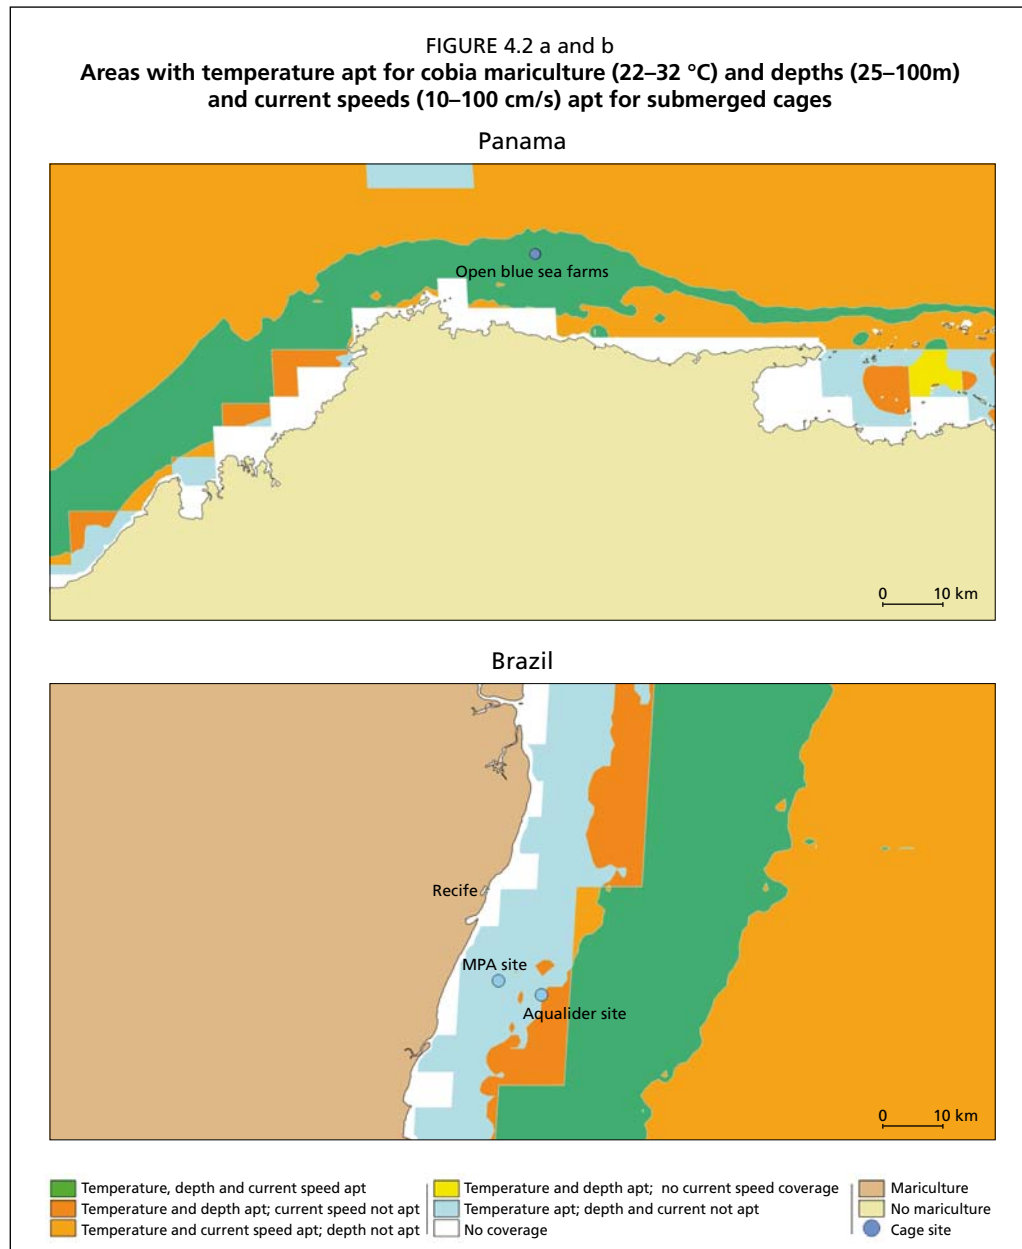 FIGURE 4.2 a and b
Areas with temperature apt for cobia mariculture (22–32 °C) and depths (25–100m)
and current speeds (10–100 cm/s) apt for submerged cages
Panama
Open blue sea farms
0 10 km
Brazil
Recife
MPA site
Aqualider site
0 10 km
Temperature, depth and current speed apt
Temperature and depth apt; current speed not apt
Temperature and current speed apt; depth not apt
Temperature and depth apt; no current speed coverage
Temperature apt; depth and current not apt
No coverage
Mariculture
No mariculture
Cage site